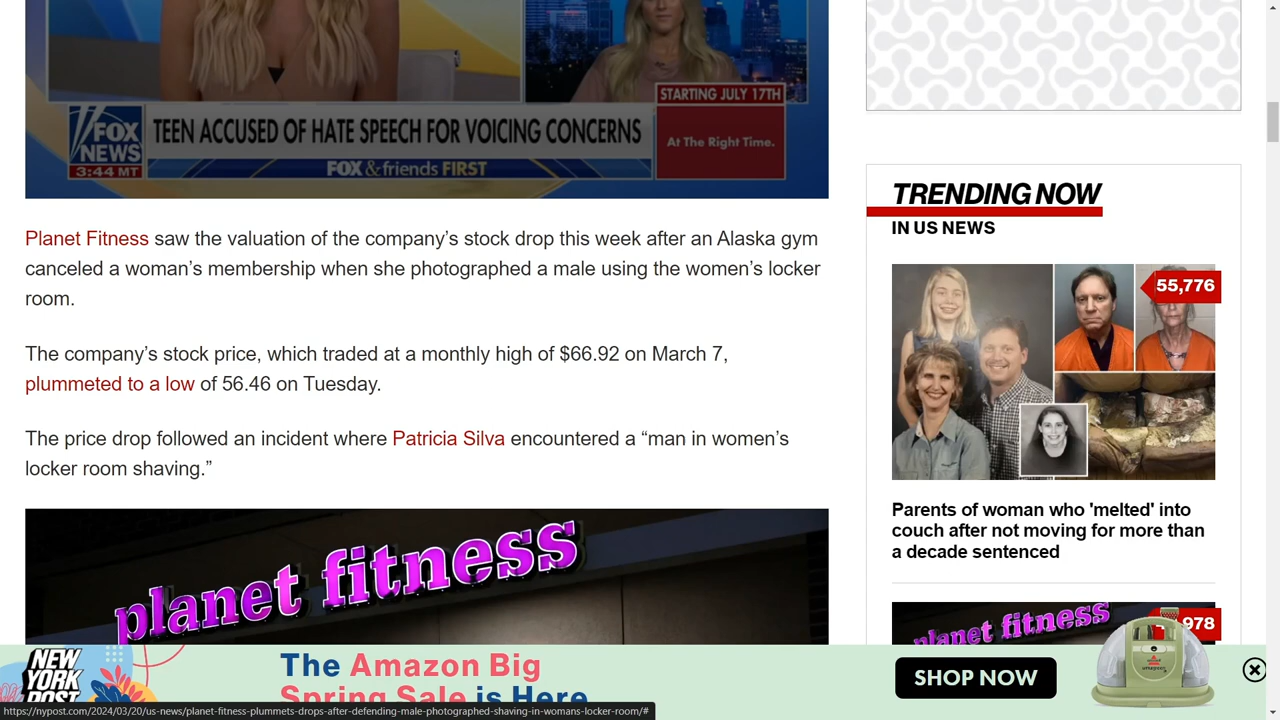 STARTING JULY 17TH
FOX
NEWS
3:44 MT
TEEN ACCUSED OF HATE SPEECH FOR VOICING CONCERNS
FOX & friends FIRST
At The Right Time.
Planet Fitness saw the valuation of the company’s stock drop this week after an Alaska gym
canceled a woman’s membership when she photographed a male using the women’s locker
room.
The company’s stock price, which traded at a monthly high of $66.92 on March 7,
plummeted to a low of 56.46 on Tuesday.
The price drop followed an incident where Patricia Silva encountered a “man in women’s
locker room shaving.”
planet fitness
TRENDING NOW
IN US NEWS
55,776
Parents of woman who 'melted' into
couch after not moving for more than
a decade sentenced
planet fitness
978
NEW
YORK
POST
The Amazon Big
Spring Sale is Here
SHOP NOW
BISSELL
https://nypost.com/2024/03/20/us-news/planet-fitness-plummets-drops-after-defending-male-photographed-shaving-in-womans-locker-room/#